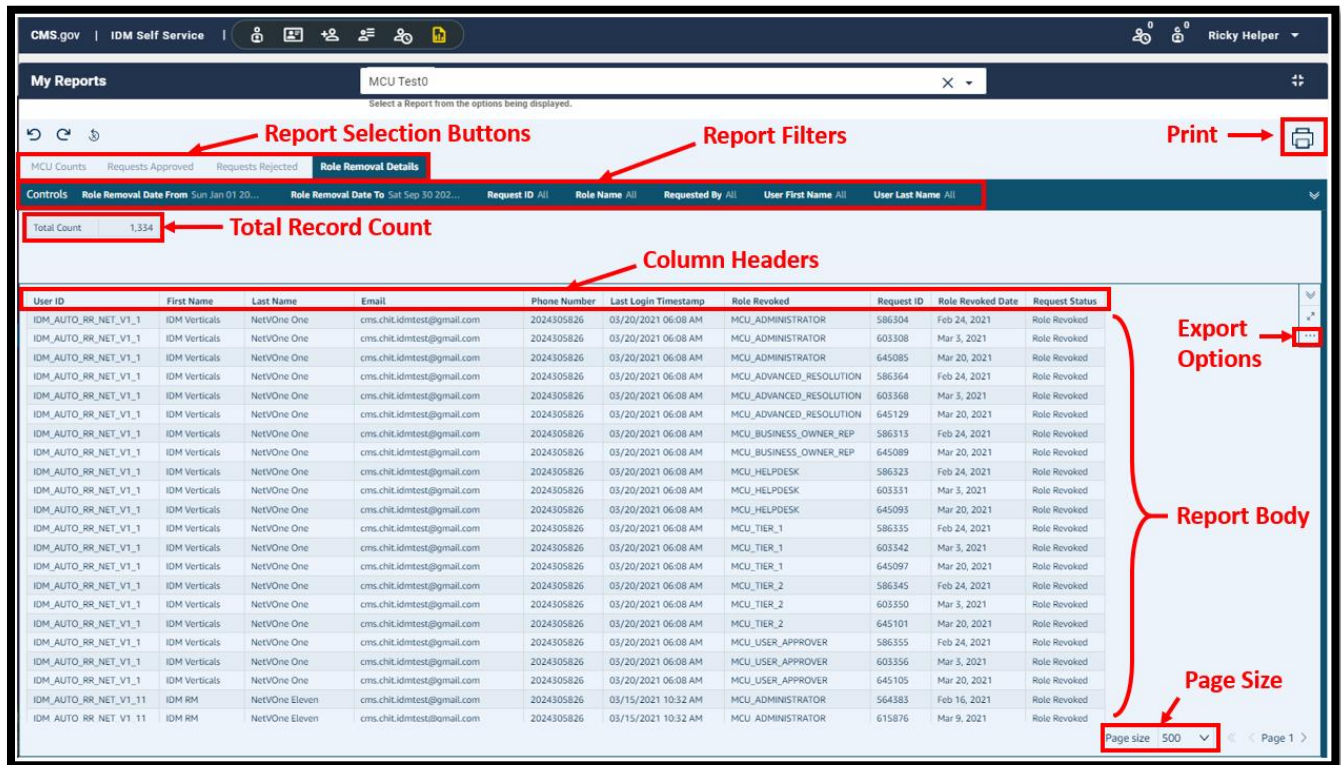 CMS.gov | IDM Self Service | 0 0 Ricky Helper
My Reports MCU Test0
Select a Report from the options being displayed.
Report Selection Buttons Report Filters Print
MCU Counts Requests Approved Requests Rejected Role Removal Details
Controls Role Removal Date From Sun Jan 01 20... Role Removal Date To Sat Sep 30 202... Request ID All Role Name All Requested By All User First Name All User Last Name All
Total Count 1,334 Total Record Count
Column Headers
User ID First Name Last Name Email Phone Number Last Login Timestamp Role Revoked Request ID Role Revoked Date Request Status
IDM_AUTO_RR_NET_V1_1 IDM Verticals NetVOne One cms.chit.idmtest@gmail.com 2024305826 03/20/2021 06:08 AM MCU_ADMINISTRATOR 586304 Feb 24, 2021 Role Revoked
IDM_AUTO_RR_NET_V1_1 IDM Verticals NetVOne One cms.chit.idmtest@gmail.com 2024305826 03/20/2021 06:08 AM MCU_ADMINISTRATOR 603308 Mar 3, 2021 Role Revoked
IDM_AUTO_RR_NET_V1_1 IDM Verticals NetVOne One cms.chit.idmtest@gmail.com 2024305826 03/20/2021 06:08 AM MCU_ADMINISTRATOR 645085 Mar 20, 2021 Role Revoked
IDM_AUTO_RR_NET_V1_1 IDM Verticals NetVOne One cms.chit.idmtest@gmail.com 2024305826 03/20/2021 06:08 AM MCU_ADVANCED_RESOLUTION 586364 Feb 24, 2021 Role Revoked
IDM_AUTO_RR_NET_V1_1 IDM Verticals NetVOne One cms.chit.idmtest@gmail.com 2024305826 03/20/2021 06:08 AM MCU_ADVANCED_RESOLUTION 603368 Mar 3, 2021 Role Revoked
IDM_AUTO_RR_NET_V1_1 IDM Verticals NetVOne One cms.chit.idmtest@gmail.com 2024305826 03/20/2021 06:08 AM MCU_ADVANCED_RESOLUTION 645129 Mar 20, 2021 Role Revoked
IDM_AUTO_RR_NET_V1_1 IDM Verticals NetVOne One cms.chit.idmtest@gmail.com 2024305826 03/20/2021 06:08 AM MCU_BUSINESS_OWNER_REP 586313 Feb 24, 2021 Role Revoked
IDM_AUTO_RR_NET_V1_1 IDM Verticals NetVOne One cms.chit.idmtest@gmail.com 2024305826 03/20/2021 06:08 AM MCU_BUSINESS_OWNER_REP 645089 Mar 20, 2021 Role Revoked
IDM_AUTO_RR_NET_V1_1 IDM Verticals NetVOne One cms.chit.idmtest@gmail.com 2024305826 03/20/2021 06:08 AM MCU_HELPDESK 586323 Feb 24, 2021 Role Revoked
IDM_AUTO_RR_NET_V1_1 IDM Verticals NetVOne One cms.chit.idmtest@gmail.com 2024305826 03/20/2021 06:08 AM MCU_HELPDESK 603331 Mar 3, 2021 Role Revoked
IDM_AUTO_RR_NET_V1_1 IDM Verticals NetVOne One cms.chit.idmtest@gmail.com 2024305826 03/20/2021 06:08 AM MCU_HELPDESK 645093 Mar 20, 2021 Role Revoked
IDM_AUTO_RR_NET_V1_1 IDM Verticals NetVOne One cms.chit.idmtest@gmail.com 2024305826 03/20/2021 06:08 AM MCU_TIER_1 586335 Feb 24, 2021 Role Revoked
IDM_AUTO_RR_NET_V1_1 IDM Verticals NetVOne One cms.chit.idmtest@gmail.com 2024305826 03/20/2021 06:08 AM MCU_TIER_1 603342 Mar 3, 2021 Role Revoked
IDM_AUTO_RR_NET_V1_1 IDM Verticals NetVOne One cms.chit.idmtest@gmail.com 2024305826 03/20/2021 06:08 AM MCU_TIER_1 645097 Mar 20, 2021 Role Revoked
IDM_AUTO_RR_NET_V1_1 IDM Verticals NetVOne One cms.chit.idmtest@gmail.com 2024305826 03/20/2021 06:08 AM MCU_TIER_2 586345 Feb 24, 2021 Role Revoked
IDM_AUTO_RR_NET_V1_1 IDM Verticals NetVOne One cms.chit.idmtest@gmail.com 2024305826 03/20/2021 06:08 AM MCU_TIER_2 603350 Mar 3, 2021 Role Revoked
IDM_AUTO_RR_NET_V1_1 IDM Verticals NetVOne One cms.chit.idmtest@gmail.com 2024305826 03/20/2021 06:08 AM MCU_TIER_2 645101 Mar 20, 2021 Role Revoked
IDM_AUTO_RR_NET_V1_1 IDM Verticals NetVOne One cms.chit.idmtest@gmail.com 2024305826 03/20/2021 06:08 AM MCU_USER_APPROVER 586355 Feb 24, 2021 Role Revoked
IDM_AUTO_RR_NET_V1_1 IDM Verticals NetVOne One cms.chit.idmtest@gmail.com 2024305826 03/20/2021 06:08 AM MCU_USER_APPROVER 603356 Mar 3, 2021 Role Revoked
IDM_AUTO_RR_NET_V1_1 IDM Verticals NetVOne One cms.chit.idmtest@gmail.com 2024305826 03/20/2021 06:08 AM MCU_USER_APPROVER 645105 Mar 20, 2021 Role Revoked
IDM_AUTO_RR_NET_V1_11 IDM RM NetVOne Eleven cms.chit.idmtest@gmail.com 2024305826 03/15/2021 10:32 AM MCU_ADMINISTRATOR 564383 Feb 16, 2021 Role Revoked
IDM_AUTO_RR_NET_V1_11 IDM RM NetVOne Eleven cms.chit.idmtest@gmail.com 2024305826 03/15/2021 10:32 AM MCU_ADMINISTRATOR 615876 Mar 9, 2021 Role Revoked
Export
Options
Report Body
Page Size
Page size 500 Page 1